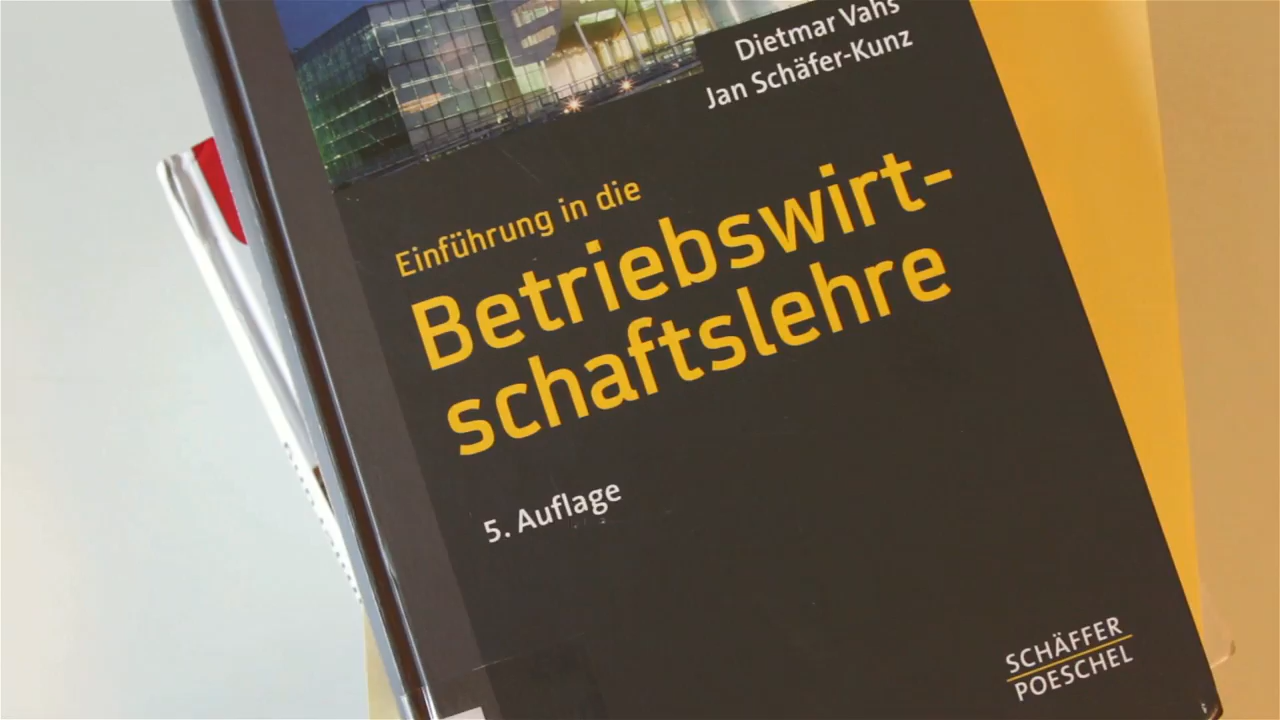 Dietmar Vahs
Jan Schäfer-Kunz
Einführung in die
Betriebswirt-
schaftslehre
5. Auflage
SCHÄFFER
POESCHEL